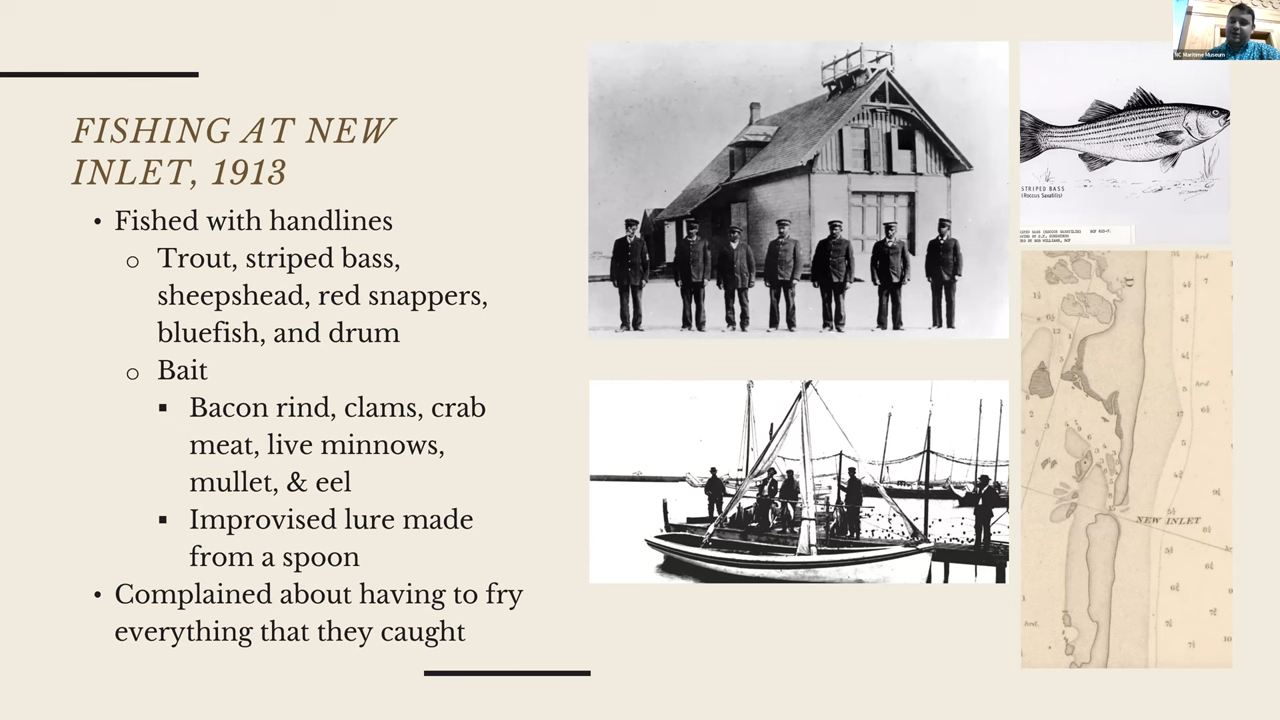 FISHING AT NEW
INLET, 1913
• Fished with handlines
o Trout, striped bass,
sheepshead, red snappers,
bluefish, and drum
o Bait
▪ Bacon rind, clams, crab
meat, live minnows,
mullet, & eel
▪ Improvised lure made
from a spoon
• Complained about having to fry
everything that they caught
NC Maritime Museum
STRIPED BASS
(Roccus Saxatilis)
NEW INLET